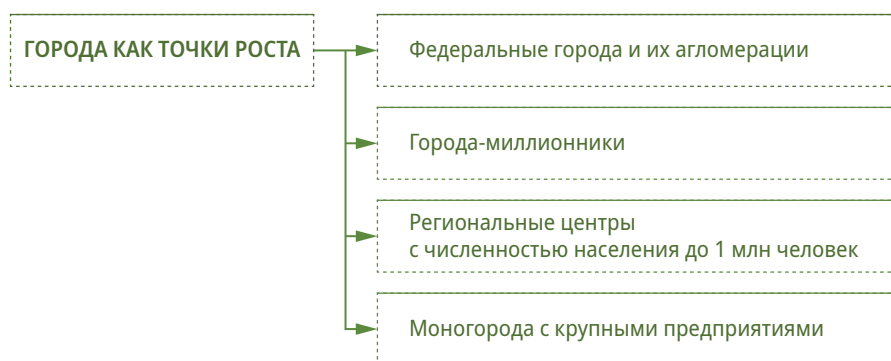 ГОРОДА КАК ТОЧКИ РОСТА
Федеральные города и их агломерации
Города-миллионники
Региональные центры
с численностью населения до 1 млн человек
Моногорода с крупными предприятиями